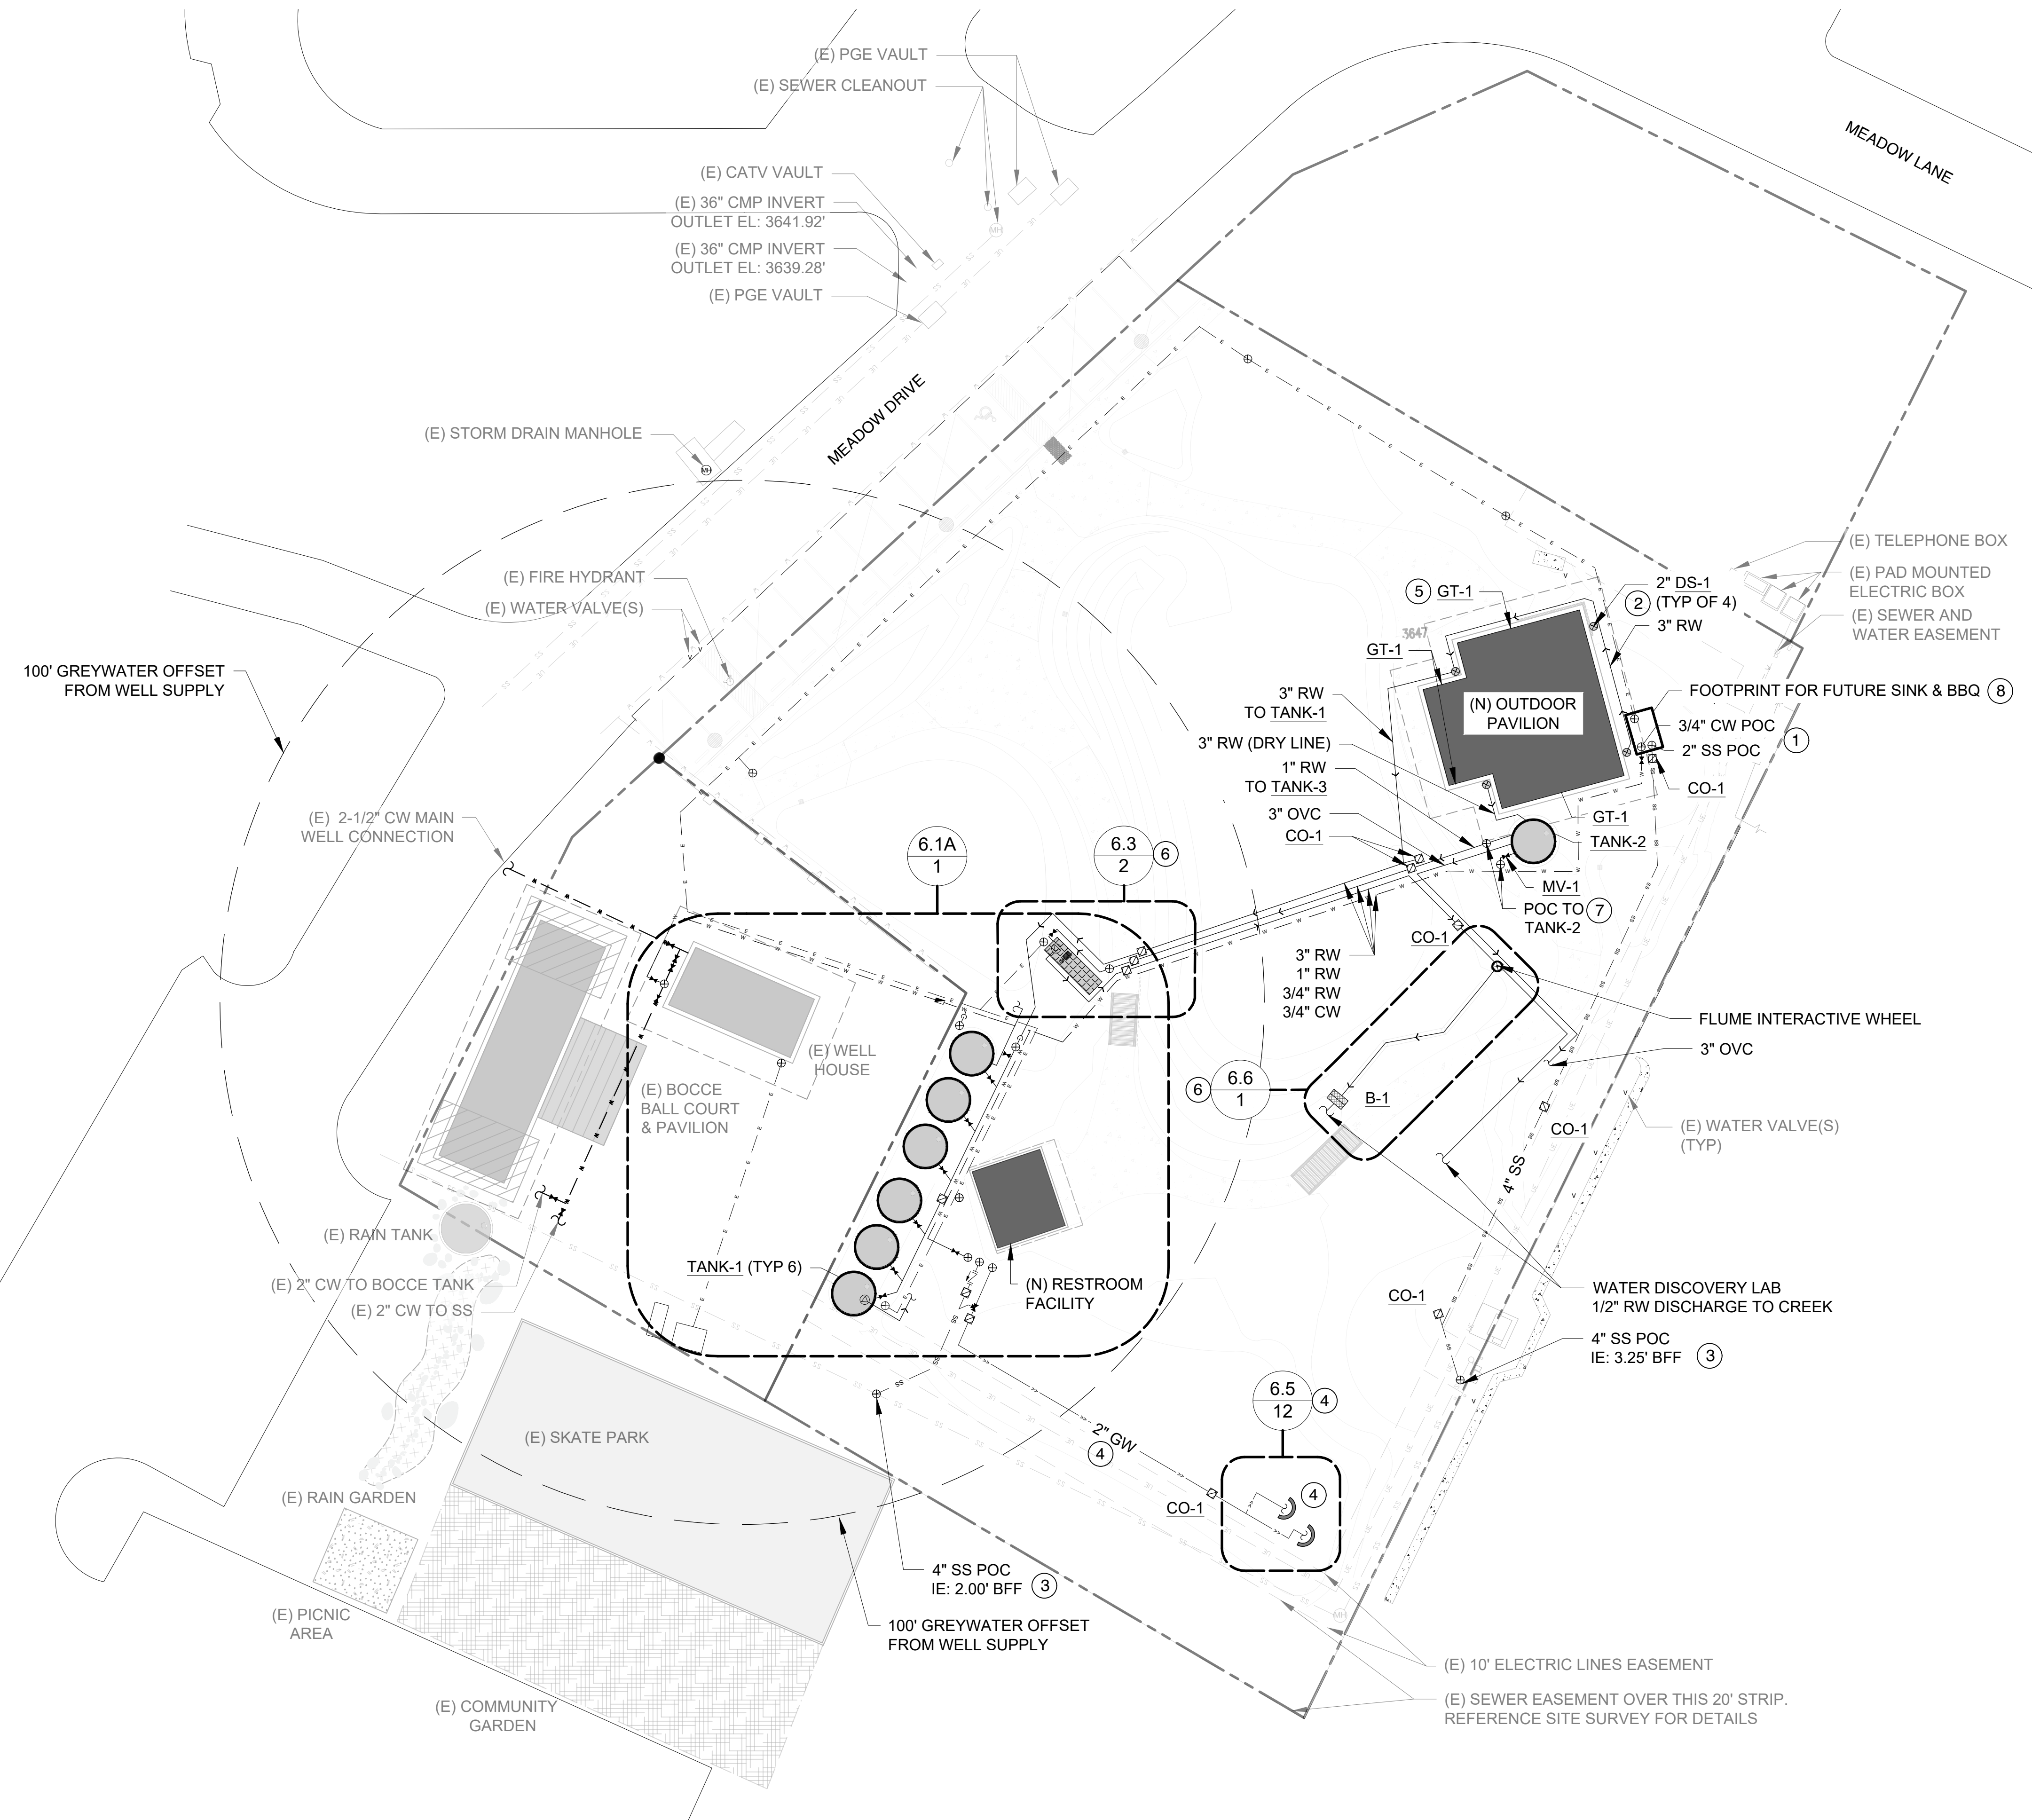 (E) PGE VAULT
(E) SEWER CLEANOUT
MEADOW LANE
(E) CATV VAULT
(E) 36" CMP INVERT
OUTLET EL: 3641.92'
(E) 36" CMP INVERT
OUTLET EL: 3639.28'
(E) PGE VAULT
MH
MEADOW DRIVE
(E) STORM DRAIN MANHOLE
MH
(E) FIRE HYDRANT
(E) WATER VALVE(S)
100' GREYWATER OFFSET
FROM WELL SUPPLY
(E) TELEPHONE BOX
(E) PAD MOUNTED
ELECTRIC BOX
(E) SEWER AND
WATER EASEMENT
5 GT-1
2" DS-1
2 (TYP OF 4)
3" RW
3647
GT-1
3" RW
TO TANK-1
(N) OUTDOOR
PAVILION
FOOTPRINT FOR FUTURE SINK & BBQ 8
3/4" CW POC
2" SS POC
1
CO-1
3" RW (DRY LINE)
1" RW
TO TANK-3
3" OVC
CO-1
GT-1
TANK-2
MV-1
POC TO 7
TANK-2
(E) 2-1/2" CW MAIN
WELL CONNECTION
6.1A
1
6.3
2
6
CO-1
3" RW
1" RW
3/4" RW
3/4" CW
FLUME INTERACTIVE WHEEL
3" OVC
(E) WELL
HOUSE
(E) BOCCE
BALL COURT
& PAVILION
6
6.6
1
B-1
CO-1
(E) WATER VALVE(S)
(TYP)
4" SS
(E) RAIN TANK
TANK-1 (TYP 6)
(E) 2" CW TO BOCCE TANK
(E) 2" CW TO SS
(N) RESTROOM
FACILITY
CO-1
WATER DISCOVERY LAB
1/2" RW DISCHARGE TO CREEK
4" SS POC
IE: 3.25' BFF 3
6.5
12
4
(E) SKATE PARK
2" GW
4
CO-1
4
(E) RAIN GARDEN
4" SS POC
IE: 2.00' BFF 3
MH
(E) PICNIC
AREA
100' GREYWATER OFFSET
FROM WELL SUPPLY
(E) 10' ELECTRIC LINES EASEMENT
(E) COMMUNITY
GARDEN
(E) SEWER EASEMENT OVER THIS 20' STRIP.
REFERENCE SITE SURVEY FOR DETAILS